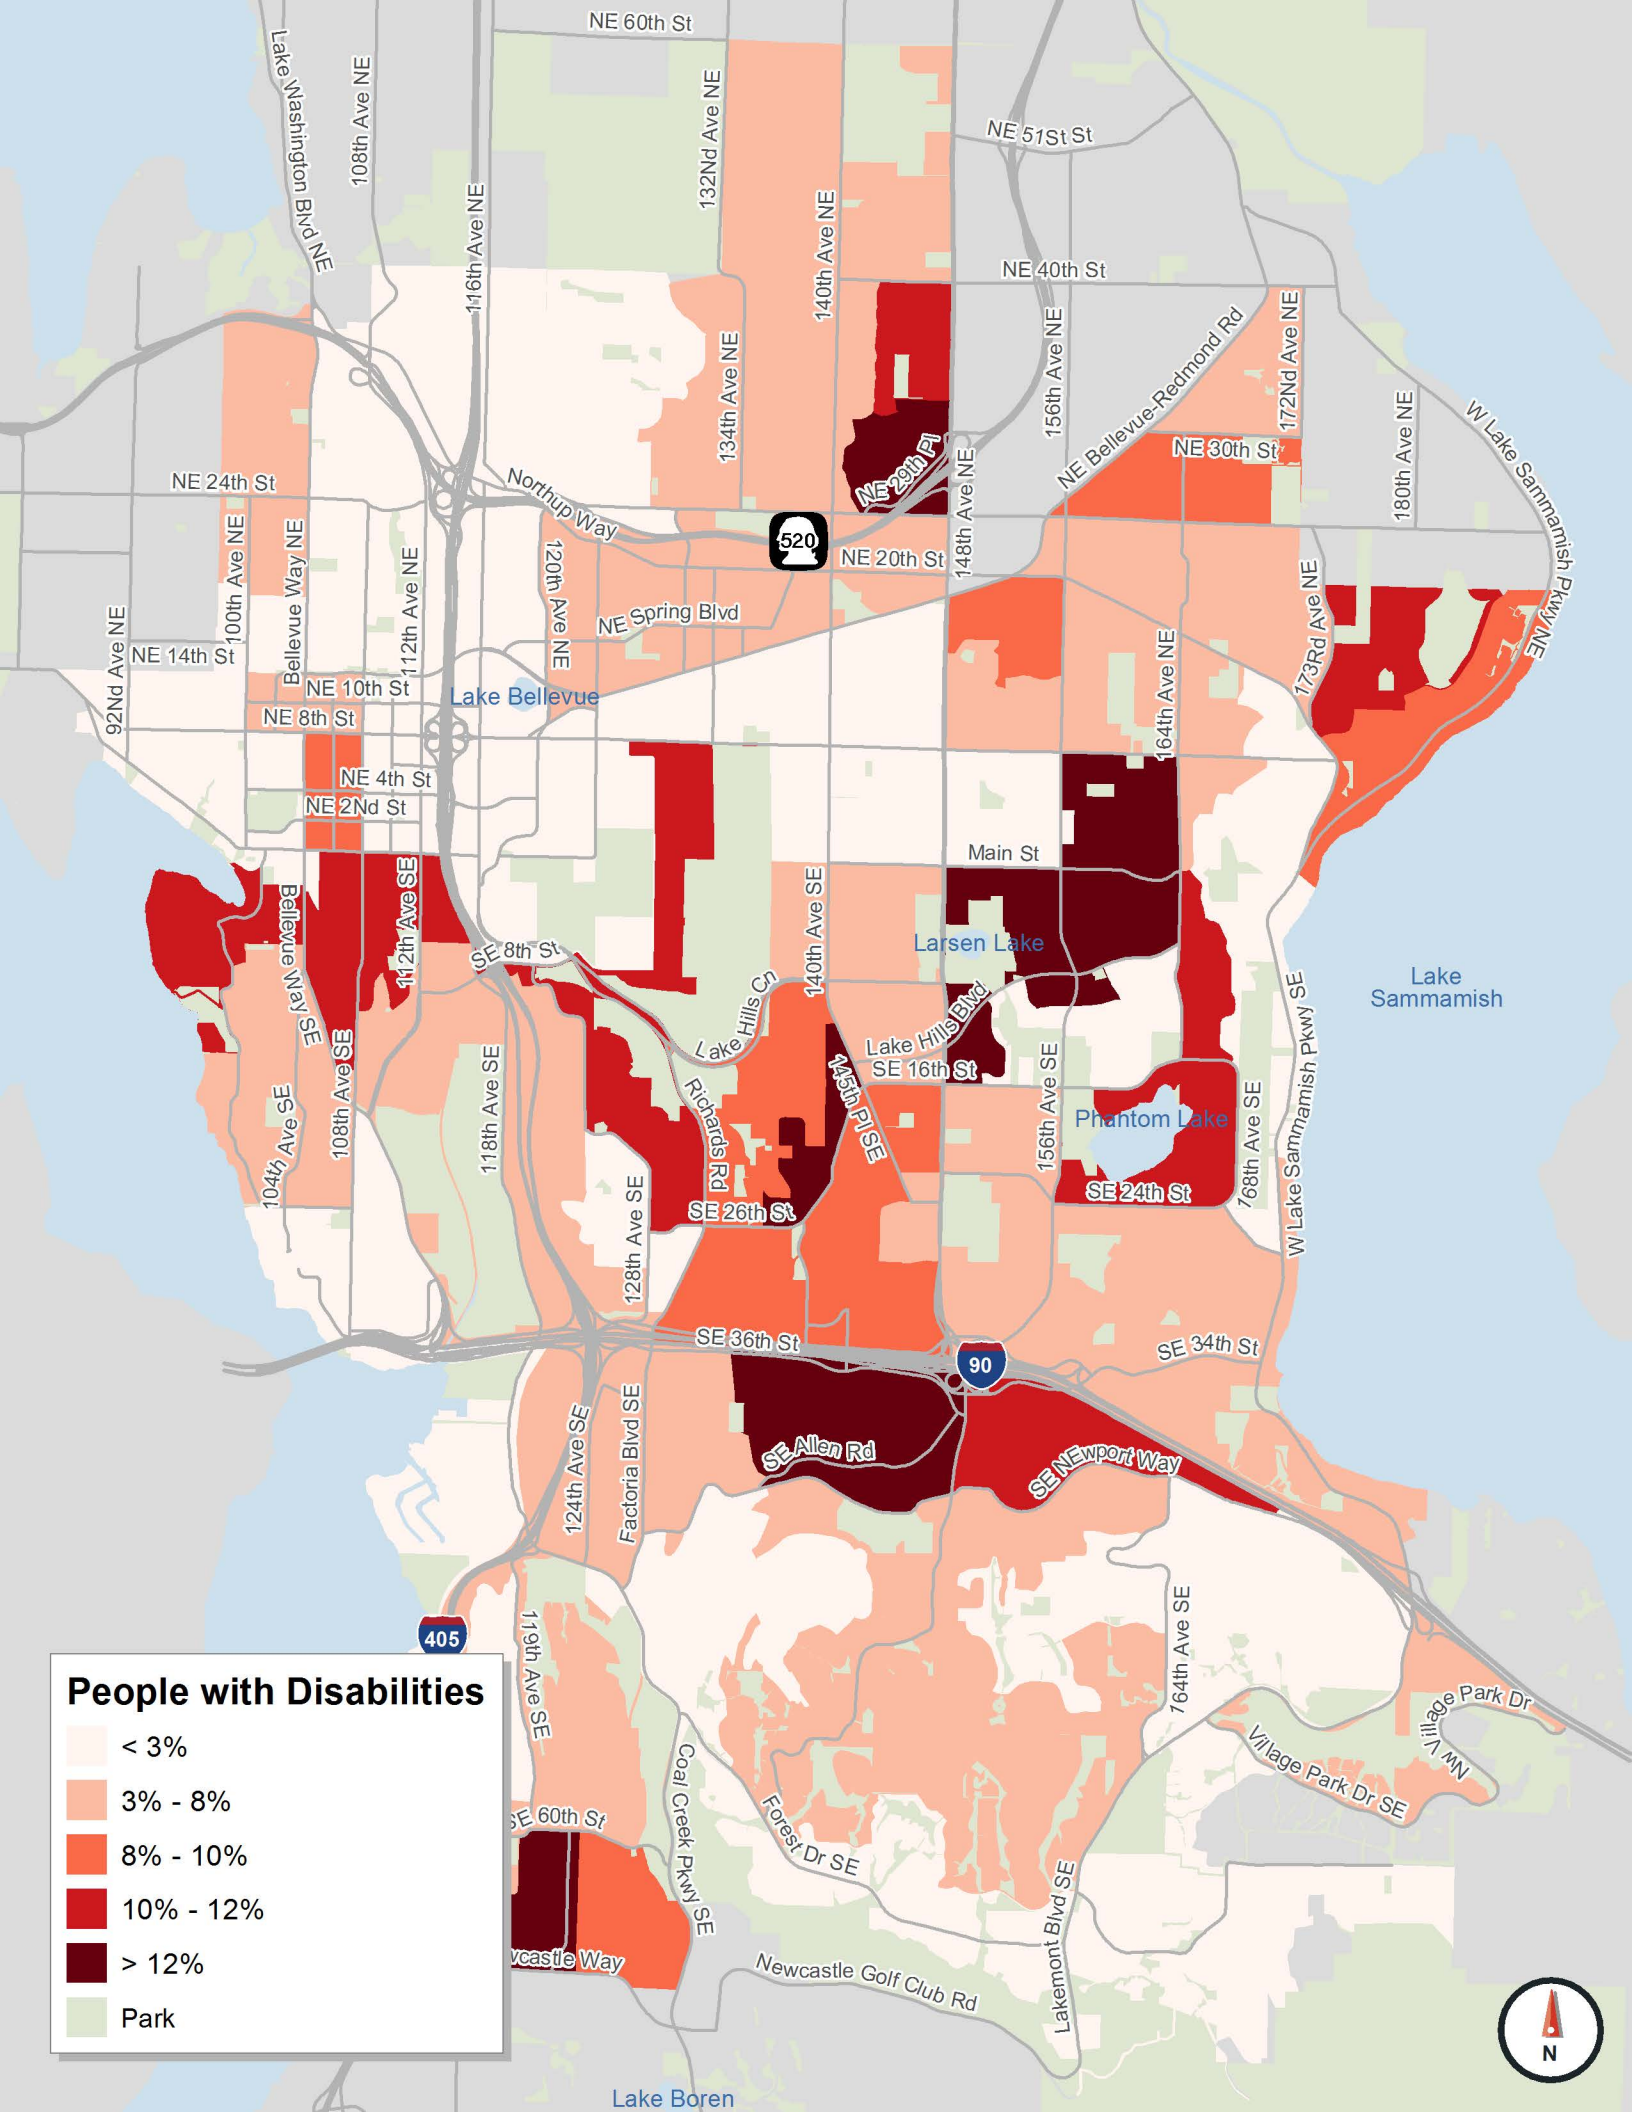 NE 60th St
Lake Washington Blvd NE
108th Ave NE
132Nd Ave NE
NE 51St St
116th Ave NE
140th Ave NE
NE 40th St
134th Ave NE
156th Ave NE
NE Bellevue-Redmond Rd
172Nd Ave NE
180th Ave NE
W Lake Sammamish Pkwy NE
NE 30th St
NE 29th Pl
NE 24th St
Northup Way
148th Ave NE
520
NE 20th St
100th Ave NE
Bellevue Way NE
112th Ave NE
120th Ave NE
NE Spring Blvd
173Rd Ave NE
92Nd Ave NE
NE 14th St
164th Ave NE
NE 10th St
Lake Bellevue
NE 8th St
NE 4th St
NE 2Nd St
Main St
112th Ave SE
Bellevue Way SE
140th Ave SE
Larsen Lake
SE 8th St
Lake
Sammamish
Lake Hills Cn
Lake Hills Blvd
W Lake Sammamish Pkwy SE
108th Ave SE
118th Ave SE
SE 16th St
145th Pl SE
Richards Rd
156th Ave SE
Phantom Lake
168th Ave SE
104th Ave SE
SE 24th St
SE 26th St
128th Ave SE
SE 36th St
SE 34th St
90
124th Ave SE
Factoria Blvd SE
SE Allen Rd
SE NEwport Way
164th Ave SE
405
119th Ave SE
NW Village Park Dr
Village Park Dr SE
Coal Creek Pkwy SE
Forest Dr SE
SE 60th St
Lakemont Blvd SE
wcastle Way
Newcastle Golf Club Rd
Lake Boren
People with Disabilities
< 3%
3% - 8%
8% - 10%
10% - 12%
> 12%
Park
N